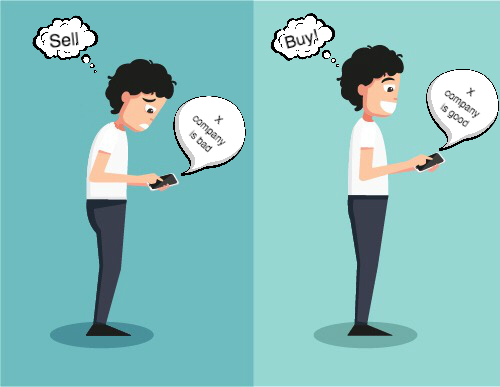 Sell
X
company
is bad
Buy!
X
company
is good